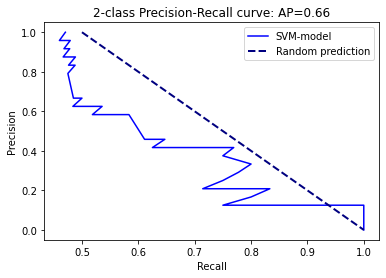 2-class Precision-Recall curve: AP=0.66
SVM-model
Random prediction
Precision
1.0
0.8
0.6
0.4
0.2
0.0
0.5 0.6 0.7 0.8 0.9 1.0
Recall